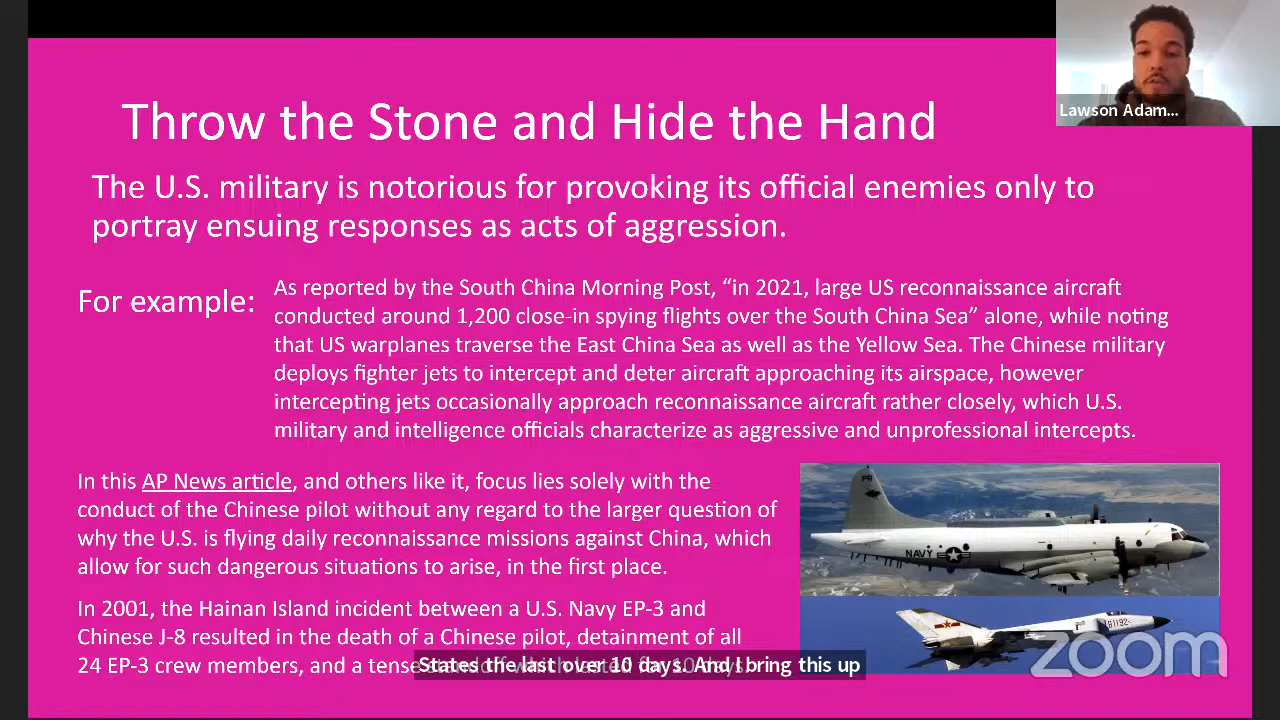 Lawson Adam...
Throw the Stone and Hide the Hand
The U.S. military is notorious for provoking its official enemies only to
portray ensuing responses as acts of aggression.
For example:
As reported by the South China Morning Post, “in 2021, large US reconnaissance aircraft
conducted around 1,200 close-in spying flights over the South China Sea” alone, while noting
that US warplanes traverse the East China Sea as well as the Yellow Sea. The Chinese military
deploys fighter jets to intercept and deter aircraft approaching its airspace, however
intercepting jets occasionally approach reconnaissance aircraft rather closely, which U.S.
military and intelligence officials characterize as aggressive and unprofessional intercepts.
In this AP News article, and others like it, focus lies solely with the
conduct of the Chinese pilot without any regard to the larger question of
why the U.S. is flying daily reconnaissance missions against China, which
allow for such dangerous situations to arise, in the first place.
In 2001, the Hainan Island incident between a U.S. Navy EP-3 and
Chinese J-8 resulted in the death of a Chinese pilot, detainment of all
24 EP-3 crew members, and a tense
States the last over 10 days. And I bring this up
NAVY
81192
zoom